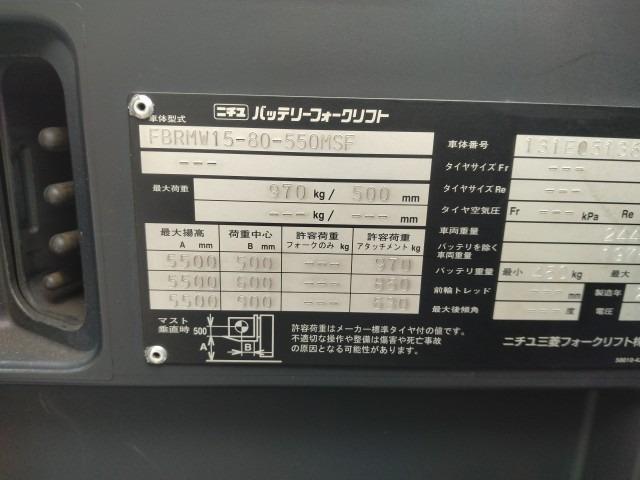 ニチユ バッテリーフォークリフト
車体型式
FBRMW15-80-550MSF
---
最大荷重 970 kg/ 500 mm
--- kg/ --- mm
最大揚高 A mm 荷重中心 B mm 許容荷重 フォークのみ kg 許容荷重 アタッチメント kg
5500 500 --- 970
5500 600 ---
5500 ---
マスト垂直時 500 A B
許容荷重はメーカー標準タイヤ付の値です。
不適切な操作や整備は傷害や死亡事故
の原因となる可能性があります。
車体番号
タイヤサイズ Fr ---
タイヤサイズ Re ---
タイヤ空気圧 Fr --- kPa Re
車両重量 244
バッテリを除く車両重量
バッテリ重量 最小 kg 最大
前輪トレッド --- mm 製造年
最大後傾角 --- 度 電圧
ニチユ三菱フォークリフト
58010-4